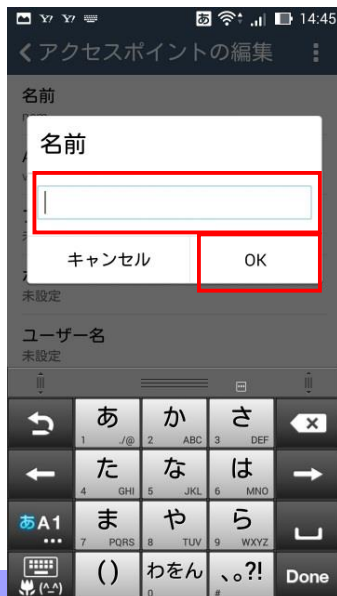 あ 14:45
アクセスポイントの編集
名前
名前
キャンセル OK
未設定
ユーザー名
未設定
あ か さ
1 ./@ 2 ABC 3 DEF
た な は
4 GHI 5 JKL 6 MNO
あA1 ま や ら
7 PQRS 8 TUV 9 WXYZ
() わをん 、。?! Done
(^_^) 0